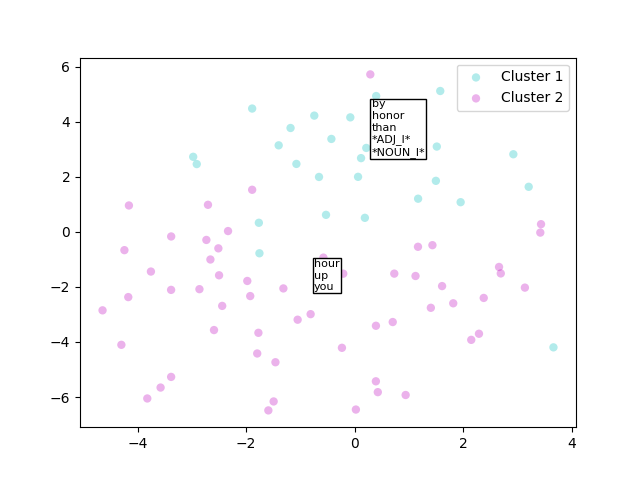 6
4
2
0
−2
−4
−6
−4
−2
0
2
4
Cluster 1
Cluster 2
by
honor
than
*ADJ_I*
*NOUN_I*
hour
up
you